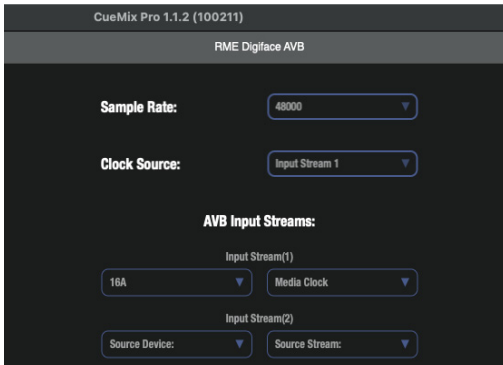 CueMix Pro 1.1.2 (100211)
RME Digiface AVB
Sample Rate: 48000
Clock Source: Input Stream 1
AVB Input Streams:
Input Stream(1)
16A Media Clock
Input Stream(2)
Source Device: Source Stream: